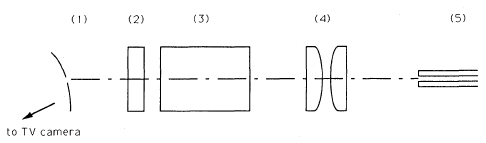 (1) (2) (3) (4) (5)
to TV camera